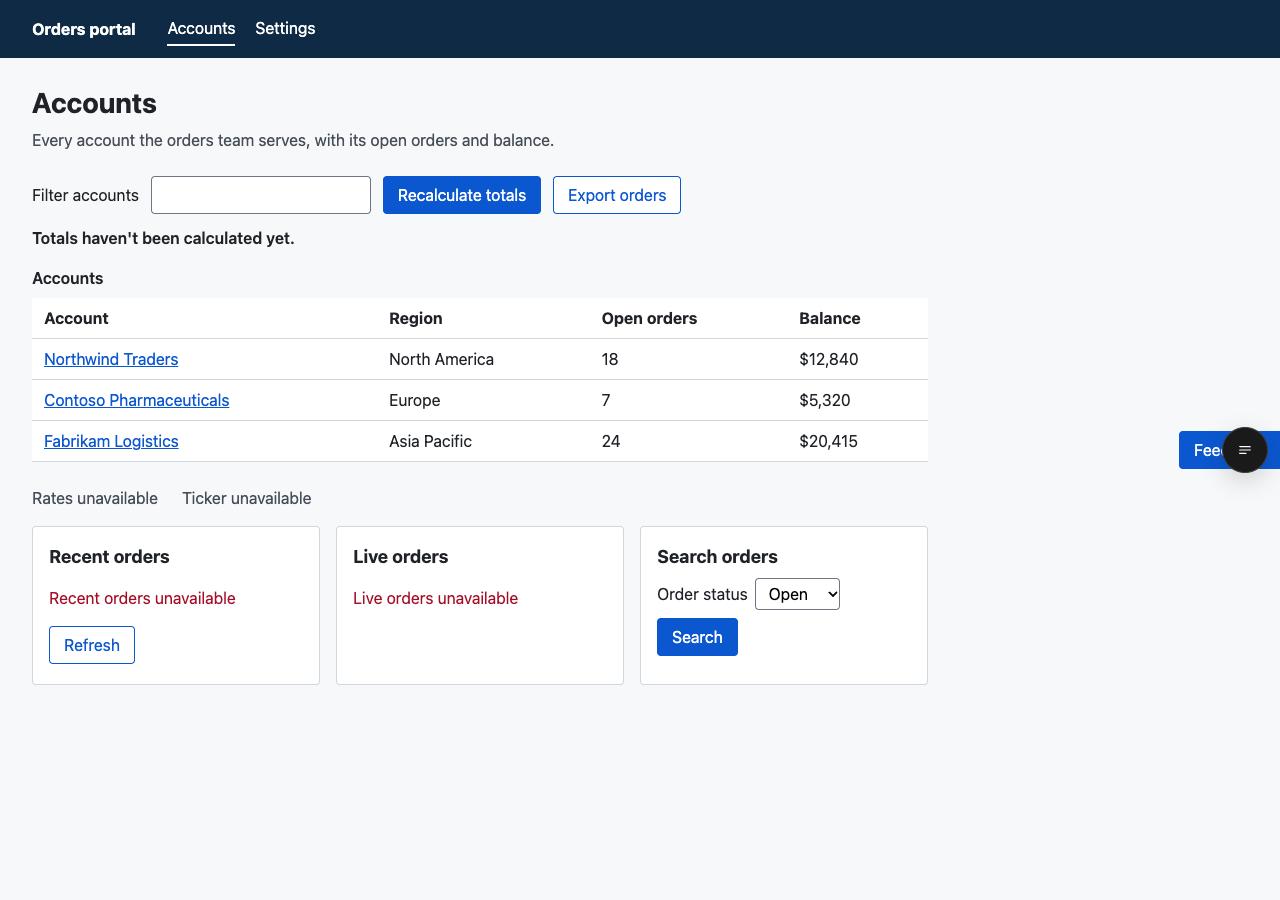 Orders portal Accounts Settings
Accounts
Every account the orders team serves, with its open orders and balance.
Filter accounts Recalculate totals Export orders
Totals haven't been calculated yet.
Accounts
Account Region Open orders Balance
Northwind Traders North America 18 $12,840
Contoso Pharmaceuticals Europe 7 $5,320
Fabrikam Logistics Asia Pacific 24 $20,415
Rates unavailable Ticker unavailable
Recent orders
Recent orders unavailable
Refresh
Live orders
Live orders unavailable
Search orders
Order status Open
Search